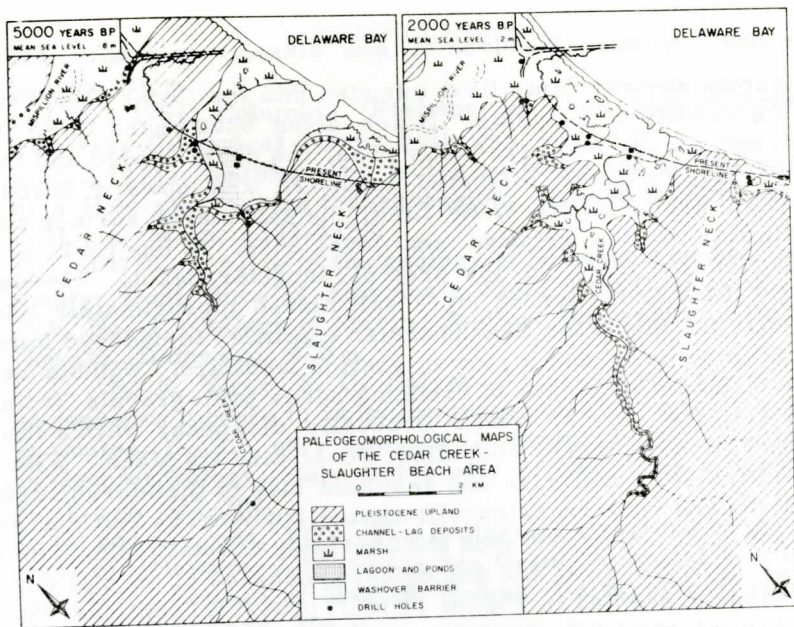 5000 YEARS BP
MEAN SEA LEVEL -8 m
DELAWARE BAY
MISPILLION RIVER
PRESENT
SHORELINE
CEDAR NECK
SLAUGHTER NECK
CEDAR CREEK
N
2000 YEARS B.P.
MEAN SEA LEVEL -2 m
DELAWARE BAY
MISPILLION RIVER
PRESENT
SHORELINE
CEDAR NECK
CEDAR CREEK
SLAUGHTER NECK
N
PALEOGEOMORPHOLOGICAL MAPS
OF THE CEDAR CREEK -
SLAUGHTER BEACH AREA
0 1 2 KM
PLEISTOCENE UPLAND
CHANNEL-LAG DEPOSITS
MARSH
LAGOON AND PONDS
WASHOVER BARRIER
DRILL HOLES